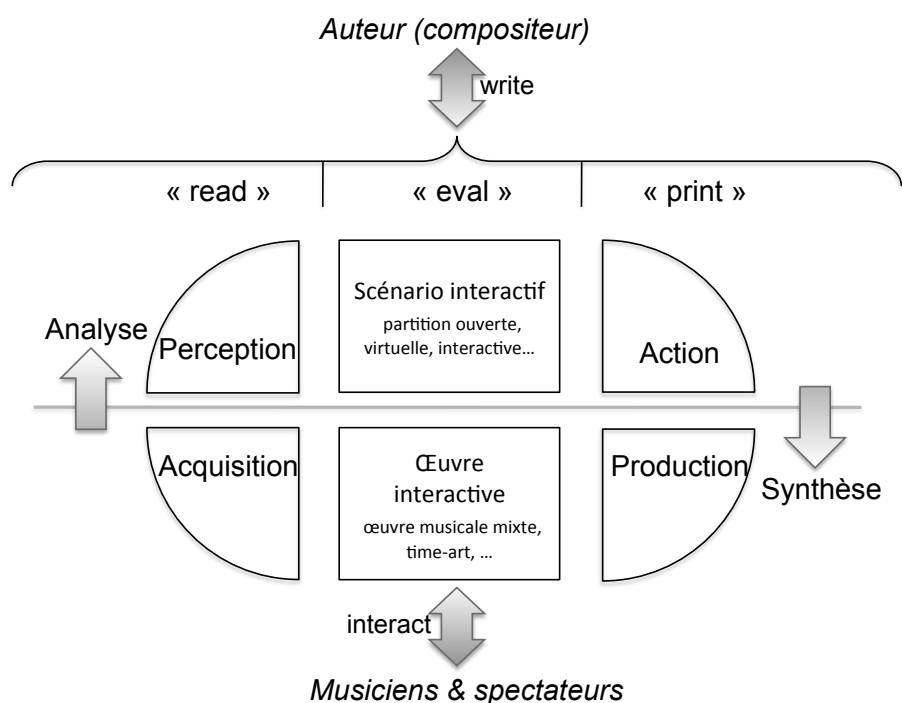 Auteur (compositeur)
write
« read »
« eval »
« print »
Analyse
Perception
Scénario interactif
partition ouverte,
virtuelle, interactive…
Action
Acquisition
Œuvre
interactive
œuvre musicale mixte,
time-art, …
Production
Synthèse
interact
Musiciens & spectateurs